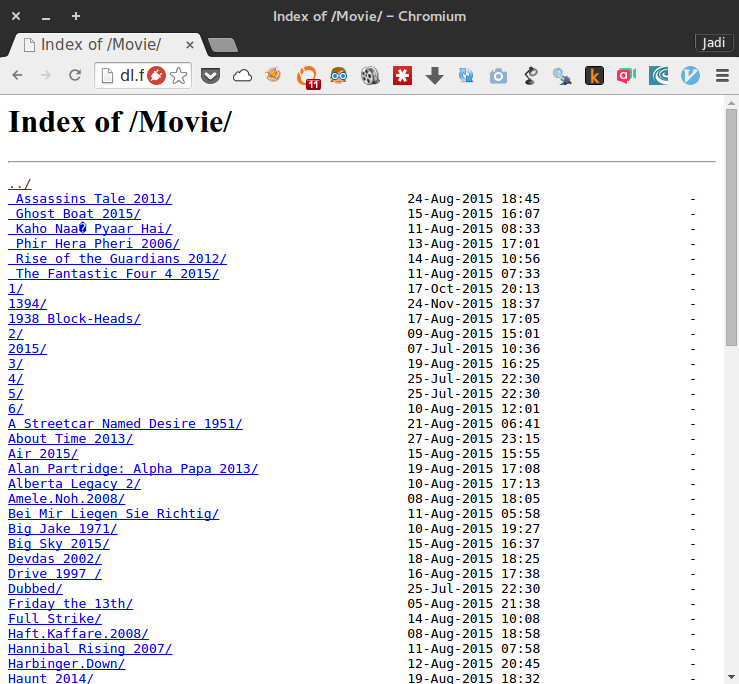 Index of /Movie/ – Chromium
Index of /Movie/
Jadi
dl.f
11
k
Index of /Movie/
../
Assassins Tale 2013/ 24-Aug-2015 18:45 -
Ghost Boat 2015/ 15-Aug-2015 16:07 -
Kaho Naa� Pyaar Hai/ 11-Aug-2015 08:33 -
Phir Hera Pheri 2006/ 13-Aug-2015 17:01 -
Rise of the Guardians 2012/ 14-Aug-2015 10:56 -
The Fantastic Four 4 2015/ 11-Aug-2015 07:33 -
1/ 17-Oct-2015 20:13 -
1394/ 24-Nov-2015 18:37 -
1938 Block-Heads/ 17-Aug-2015 17:05 -
2/ 09-Aug-2015 15:01 -
2015/ 07-Jul-2015 10:36 -
3/ 19-Aug-2015 16:25 -
4/ 25-Jul-2015 22:30 -
5/ 25-Jul-2015 22:30 -
6/ 10-Aug-2015 12:01 -
A Streetcar Named Desire 1951/ 21-Aug-2015 06:41 -
About Time 2013/ 27-Aug-2015 23:15 -
Air 2015/ 15-Aug-2015 15:55 -
Alan Partridge: Alpha Papa 2013/ 19-Aug-2015 17:08 -
Alberta Legacy 2/ 10-Aug-2015 17:13 -
Amele.Noh.2008/ 08-Aug-2015 18:05 -
Bei Mir Liegen Sie Richtig/ 11-Aug-2015 05:58 -
Big Jake 1971/ 10-Aug-2015 19:27 -
Big Sky 2015/ 15-Aug-2015 16:37 -
Devdas 2002/ 18-Aug-2015 18:25 -
Drive 1997 / 16-Aug-2015 17:38 -
Dubbed/ 25-Jul-2015 22:30 -
Friday the 13th/ 05-Aug-2015 21:38 -
Full Strike/ 14-Aug-2015 10:08 -
Haft.Kaffare.2008/ 08-Aug-2015 18:58 -
Hannibal Rising 2007/ 11-Aug-2015 07:58 -
Harbinger.Down/ 12-Aug-2015 20:45 -
Haunt 2014/ 19-Aug-2015 18:32 -